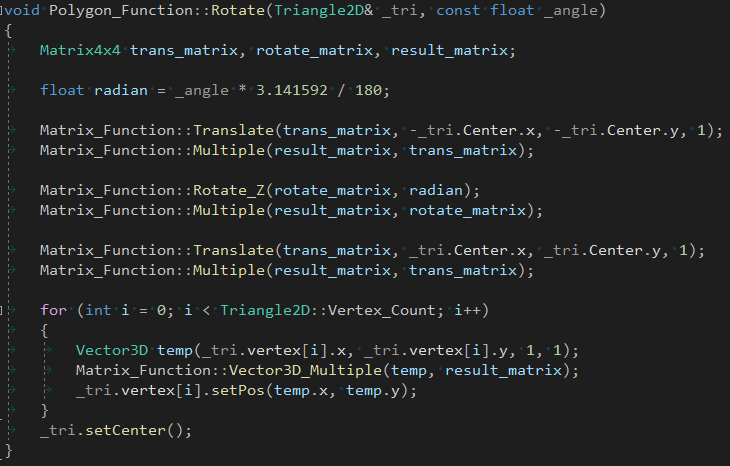 void Polygon_Function::Rotate(Triangle2D& _tri, const float _angle)
{
Matrix4x4 trans_matrix, rotate_matrix, result_matrix;
float radian = _angle * 3.141592 / 180;
Matrix_Function::Translate(trans_matrix, -_tri.Center.x, -_tri.Center.y, 1);
Matrix_Function::Multiple(result_matrix, trans_matrix);
Matrix_Function::Rotate_Z(rotate_matrix, radian);
Matrix_Function::Multiple(result_matrix, rotate_matrix);
Matrix_Function::Translate(trans_matrix, _tri.Center.x, _tri.Center.y, 1);
Matrix_Function::Multiple(result_matrix, trans_matrix);
for (int i = 0; i < Triangle2D::Vertex_Count; i++)
{
Vector3D temp(_tri.vertex[i].x, _tri.vertex[i].y, 1, 1);
Matrix_Function::Vector3D_Multiple(temp, result_matrix);
_tri.vertex[i].setPos(temp.x, temp.y);
}
_tri.setCenter();
}